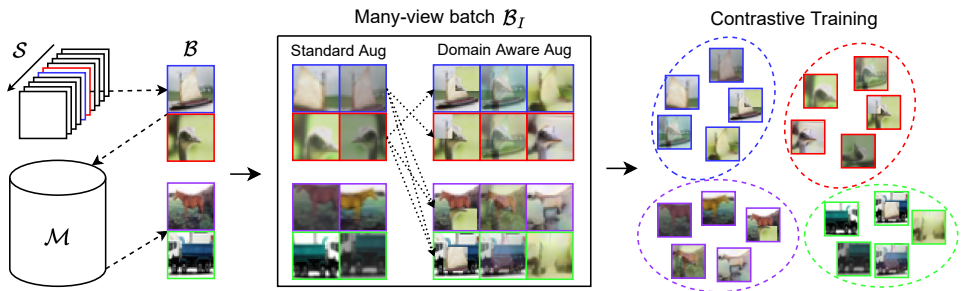 Many-view batch 𝓑_I
Contrastive Training
𝓢
𝓑
Standard Aug
Domain Aware Aug
𝓜